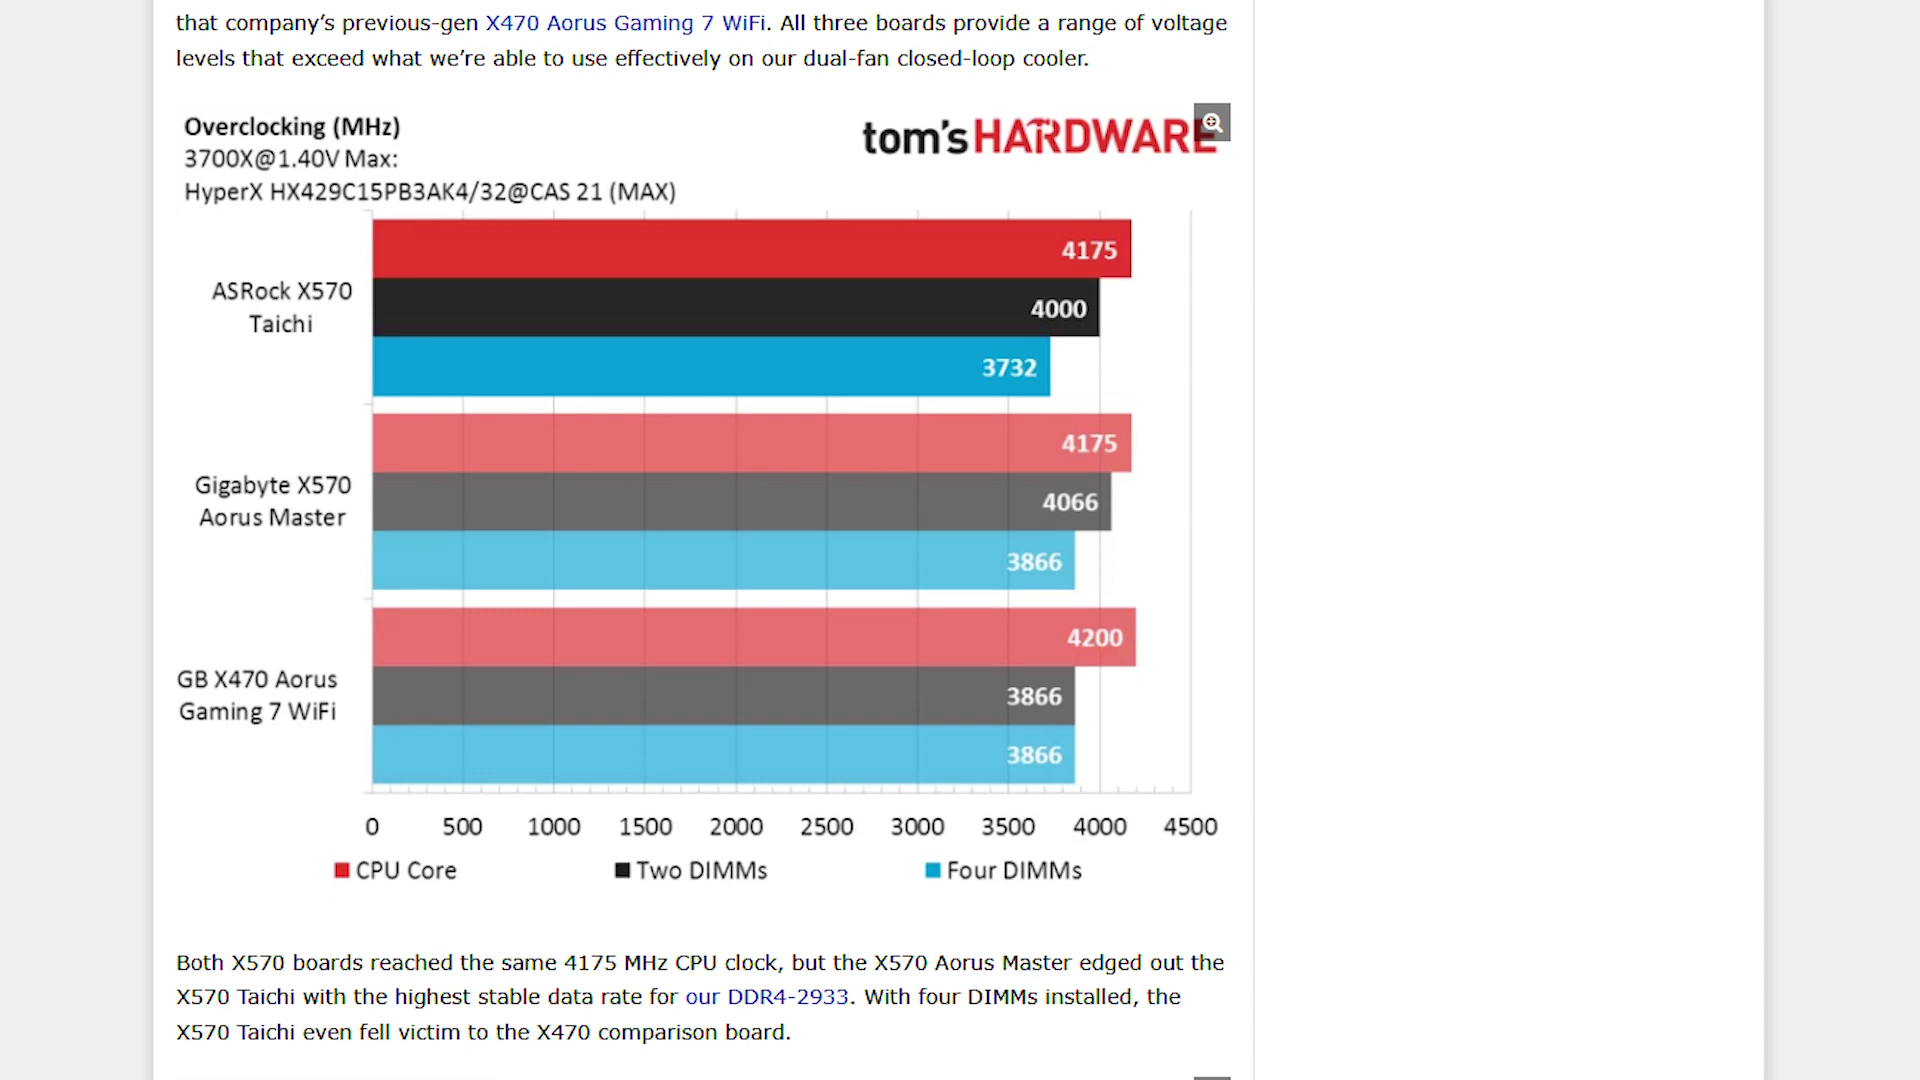 that company’s previous-gen X470 Aorus Gaming 7 WiFi. All three boards provide a range of voltage
levels that exceed what we’re able to use effectively on our dual-fan closed-loop cooler.
Overclocking (MHz)
3700X@1.40V Max:
HyperX HX429C15PB3AK4/32@CAS 21 (MAX)
tom’s HARDWARE
ASRock X570
Taichi
4175
4000
3732
Gigabyte X570
Aorus Master
4175
4066
3866
GB X470 Aorus
Gaming 7 WiFi
4200
3866
3866
0 500 1000 1500 2000 2500 3000 3500 4000 4500
CPU Core Two DIMMs Four DIMMs
Both X570 boards reached the same 4175 MHz CPU clock, but the X570 Aorus Master edged out the
X570 Taichi with the highest stable data rate for our DDR4-2933. With four DIMMs installed, the
X570 Taichi even fell victim to the X470 comparison board.